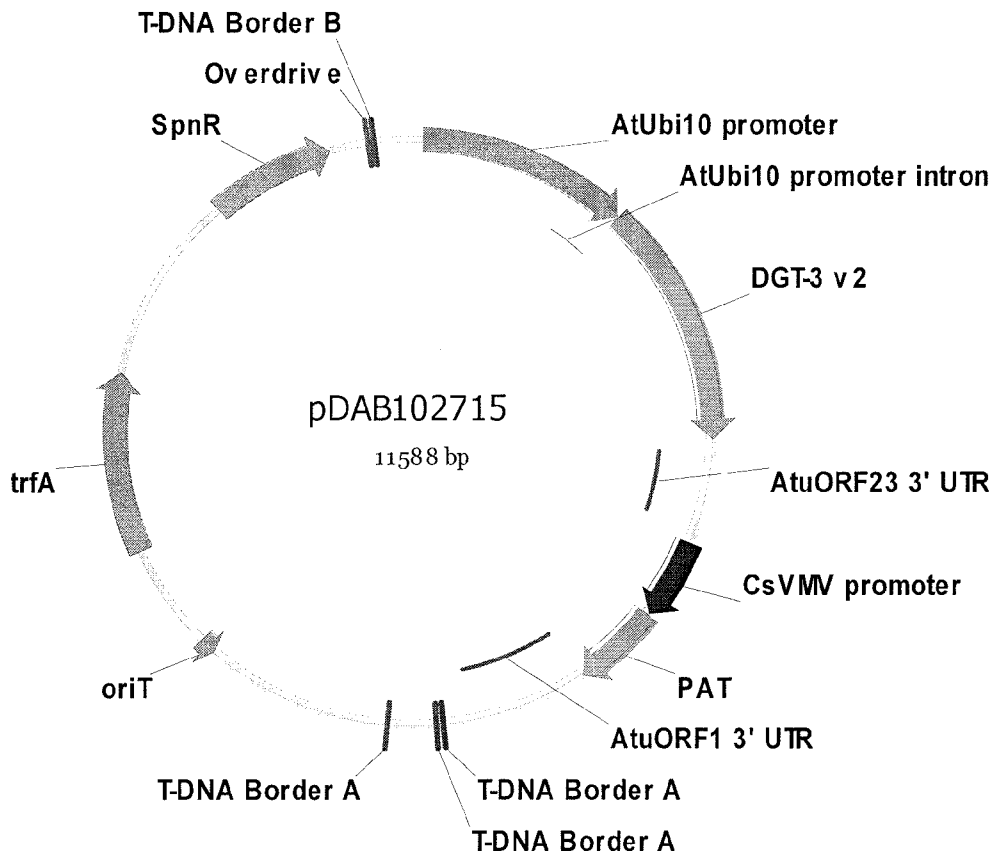 T-DNA Border B
Overdrive
SpnR
AtUbi10 promoter
AtUbi10 promoter intron
DGT-3 v2
pDAB102715
11588 bp
trfA
AtuORF23 3' UTR
CsVMV promoter
oriT
PAT
AtuORF1 3' UTR
T-DNA Border A
T-DNA Border A
T-DNA Border A